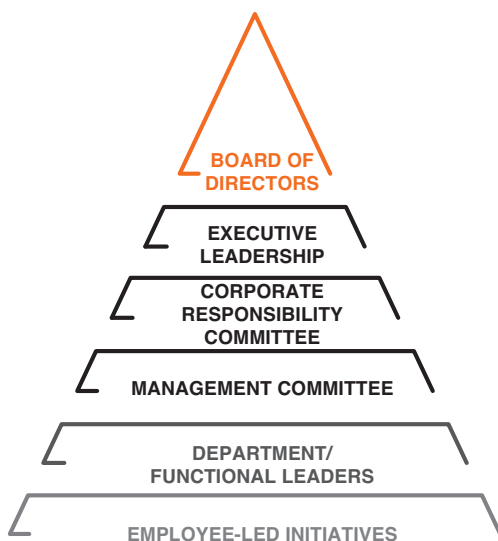 BOARD OF
DIRECTORS
EXECUTIVE
LEADERSHIP
CORPORATE
RESPONSIBILITY
COMMITTEE
MANAGEMENT COMMITTEE
DEPARTMENT/
FUNCTIONAL LEADERS
EMPLOYEE-LED INITIATIVES